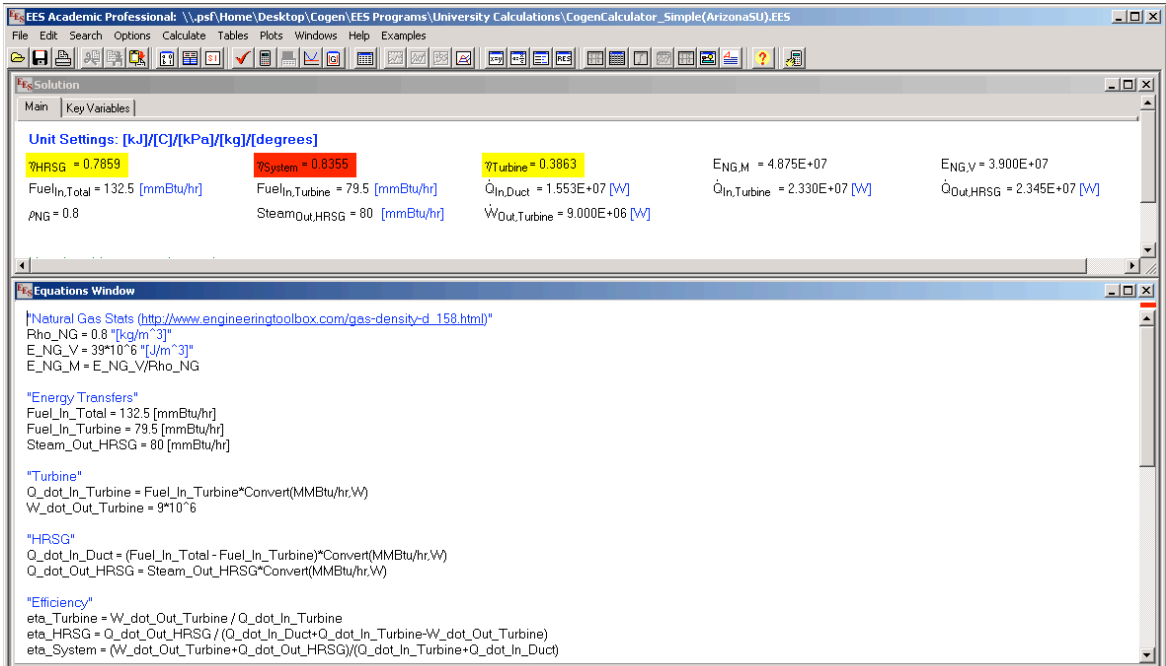 EES Academic Professional: \\.psf\Home\Desktop\Cogen\EES Programs\University Calculations\CogenCalculator_Simple(ArizonaSU).EES
File Edit Search Options Calculate Tables Plots Windows Help Examples
Solution
Main Key Variables
Unit Settings: [kJ]/[C]/[kPa]/[kg]/[degrees]
ηHRSG = 0.7859 ηSystem = 0.8355 ηTurbine = 0.3863 ENG,M = 4.875E+07 ENG,V = 3.900E+07
FuelIn,Total = 132.5 [mmBtu/hr] FuelIn,Turbine = 79.5 [mmBtu/hr] Q̇In,Duct = 1.553E+07 [W] Q̇In,Turbine = 2.330E+07 [W] Q̇Out,HRSG = 2.345E+07 [W]
ρNG = 0.8 SteamOut,HRSG = 80 [mmBtu/hr] ẆOut,Turbine = 9.000E+06 [W]
Equations Window
"Natural Gas Stats (http://www.engineeringtoolbox.com/gas-density-d_158.html)"
Rho_NG = 0.8 "[kg/m^3]"
E_NG_V = 39*10^6 "[J/m^3]"
E_NG_M = E_NG_V/Rho_NG
"Energy Transfers"
Fuel_In_Total = 132.5 [mmBtu/hr]
Fuel_In_Turbine = 79.5 [mmBtu/hr]
Steam_Out_HRSG = 80 [mmBtu/hr]
"Turbine"
Q_dot_In_Turbine = Fuel_In_Turbine*Convert(MMBtu/hr,W)
W_dot_Out_Turbine = 9*10^6
"HRSG"
Q_dot_In_Duct = (Fuel_In_Total - Fuel_In_Turbine)*Convert(MMBtu/hr,W)
Q_dot_Out_HRSG = Steam_Out_HRSG*Convert(MMBtu/hr,W)
"Efficiency"
eta_Turbine = W_dot_Out_Turbine / Q_dot_In_Turbine
eta_HRSG = Q_dot_Out_HRSG / (Q_dot_In_Duct+Q_dot_In_Turbine-W_dot_Out_Turbine)
eta_System = (W_dot_Out_Turbine+Q_dot_Out_HRSG)/(Q_dot_In_Turbine+Q_dot_In_Duct)